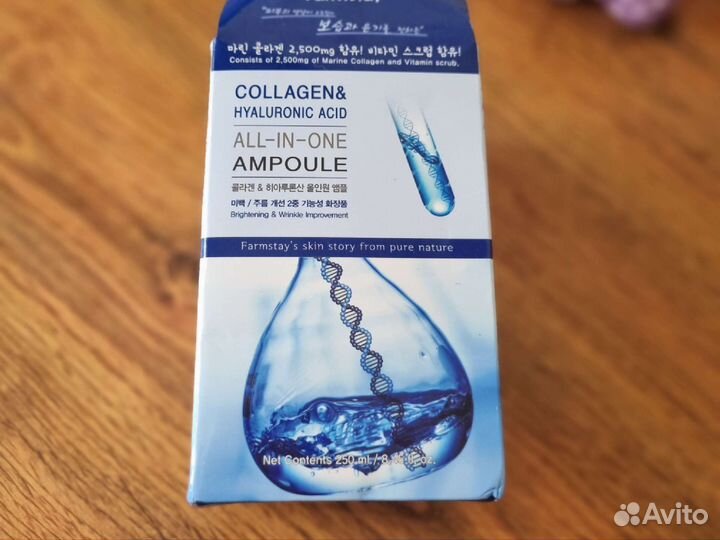 보습과 윤기를
마린 콜라겐 2,500mg 함유! 비타민 스크럼 함유!
Consists of 2,500mg of Marine Collagen and Vitamin scrub.
COLLAGEN&
HYALURONIC ACID
ALL-IN-ONE
AMPOULE
콜라겐 & 히아루론산 올인원 앰플
미백 / 주름 개선 2중 기능성 화장품
Brightening & Wrinkle Improvement
Farmstay's skin story from pure nature
Net Contents 250 ml./ oz.
Avito